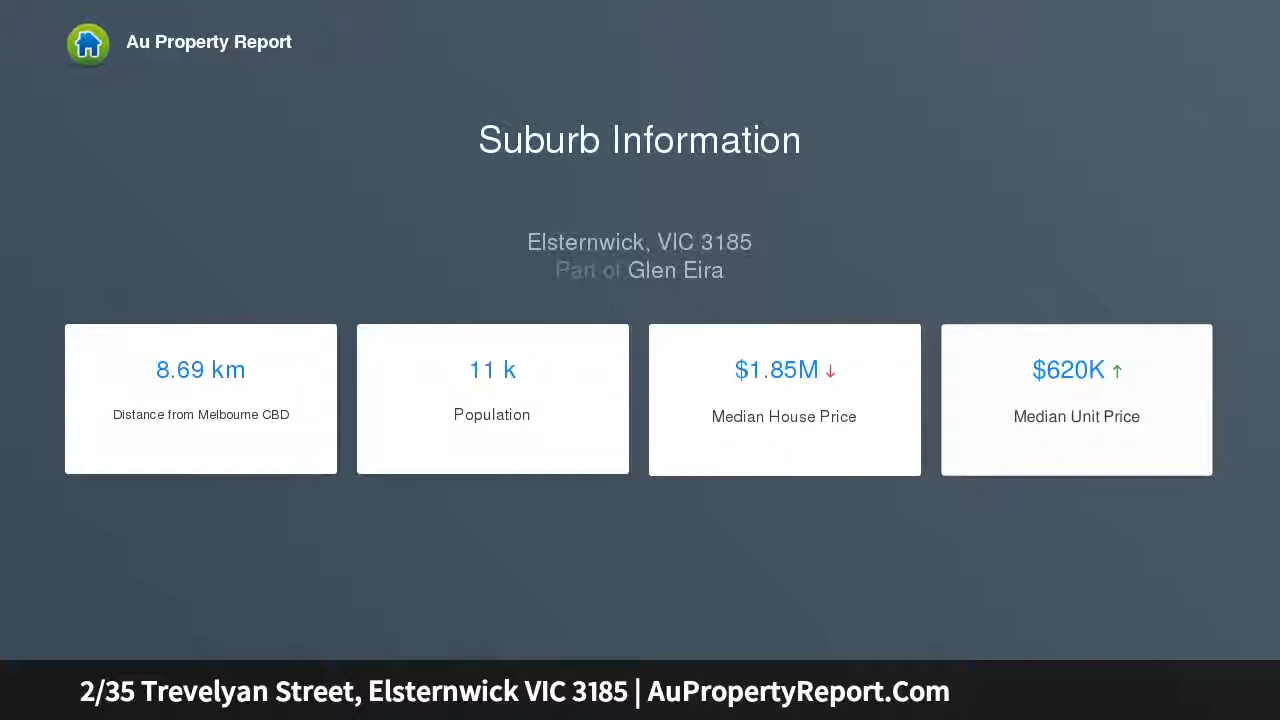 Au Property Report
Suburb Information
Elsternwick, VIC 3185
Part of Glen Eira
8.69 km
Distance from Melbourne CBD
11 k
Population
$1.85M ↓
Median House Price
$620K ↑
Median Unit Price
2/35 Trevelyan Street, Elsternwick VIC 3185 | AuPropertyReport.Com